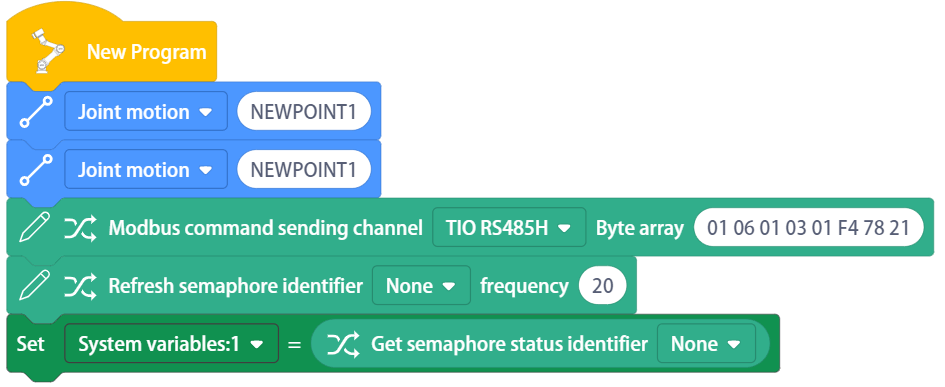 New Program
Joint motion NEWPOINT1
Joint motion NEWPOINT1
Modbus command sending channel TIO RS485H Byte array 01 06 01 03 01 F4 78 21
Refresh semaphore identifier None frequency 20
Set System variables:1 = Get semaphore status identifier None